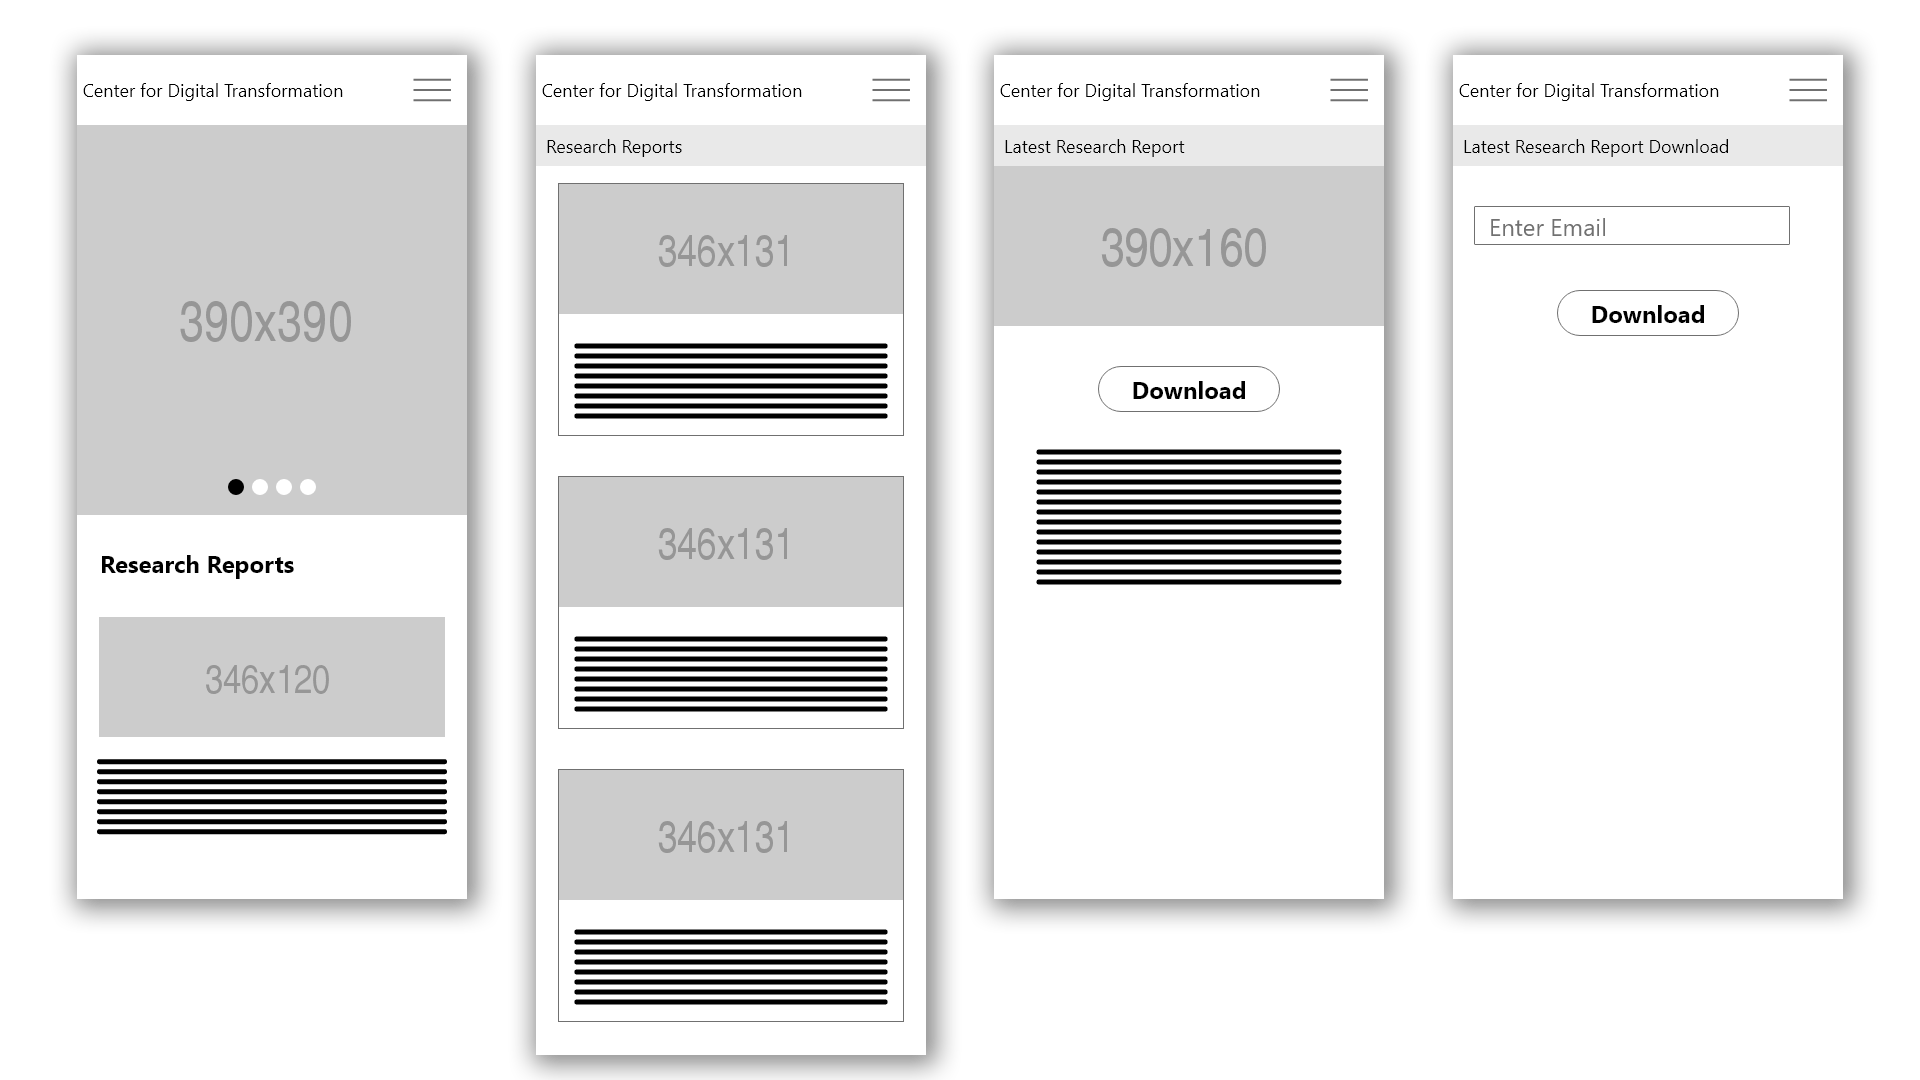 Center for Digital Transformation
390x390
Research Reports
346x120
Center for Digital Transformation
Research Reports
346x131
346x131
346x131
Center for Digital Transformation
Latest Research Report
390x160
Download
Center for Digital Transformation
Latest Research Report Download
Enter Email
Download